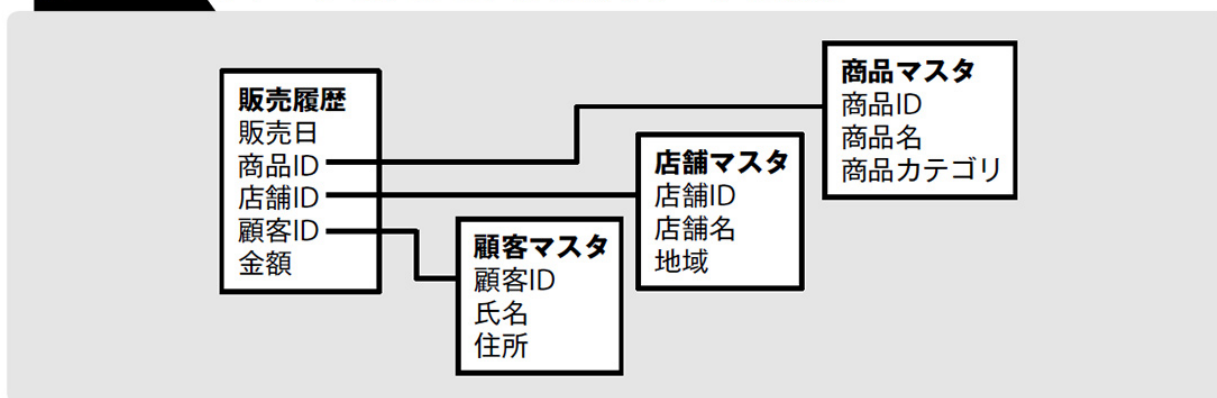 販売履歴
販売日
商品ID
店舗ID
顧客ID
金額
顧客マスタ
顧客ID
氏名
住所
店舗マスタ
店舗ID
店舗名
地域
商品マスタ
商品ID
商品名
商品カテゴリ